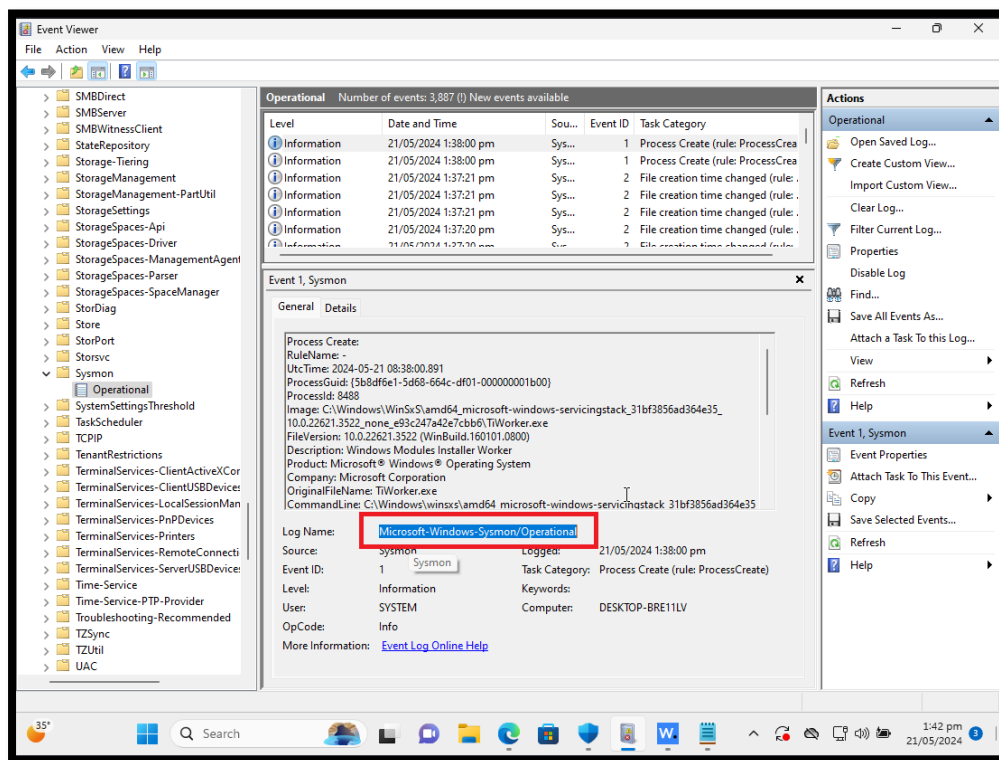 Event Viewer
File Action View Help
SMBDirect
SMBServer
SMBWitnessClient
StateRepository
Storage-Tiering
StorageManagement
StorageManagement-PartUtil
StorageSettings
StorageSpaces-Api
StorageSpaces-Driver
StorageSpaces-ManagementAgent
StorageSpaces-Parser
StorageSpaces-SpaceManager
StorDiag
Store
StorPort
Storsvc
Sysmon
Operational
SystemSettingsThreshold
TaskScheduler
TCPIP
TenantRestrictions
TerminalServices-ClientActiveXCor
TerminalServices-ClientUSBDevices
TerminalServices-LocalSessionMan
TerminalServices-PnPDevices
TerminalServices-Printers
TerminalServices-RemoteConnecti
TerminalServices-ServerUSBDevices
Time-Service
Time-Service-PTP-Provider
Troubleshooting-Recommended
TZSync
TZUtil
UAC
Operational Number of events: 3,887 (!) New events available
Level Date and Time Sou... Event ID Task Category
Information 21/05/2024 1:38:00 pm Sys... 1 Process Create (rule: ProcessCrea
Information 21/05/2024 1:38:00 pm Sys... 1 Process Create (rule: ProcessCrea
Information 21/05/2024 1:37:21 pm Sys... 2 File creation time changed (rule: .
Information 21/05/2024 1:37:21 pm Sys... 2 File creation time changed (rule: .
Information 21/05/2024 1:37:21 pm Sys... 2 File creation time changed (rule: .
Information 21/05/2024 1:37:20 pm Sys... 2 File creation time changed (rule: .
Information 21/05/2024 1:37:20 pm Sys... 2 File creation time changed (rule:
Event 1, Sysmon
General Details
Process Create:
RuleName: -
UtcTime: 2024-05-21 08:38:00.891
ProcessGuid: {5b8df6e1-5d68-664c-df01-000000001b00}
ProcessId: 8488
Image: C:\Windows\WinSxS\amd64_microsoft-windows-servicingstack_31bf3856ad364e35_
10.0.22621.3522_none_e93c247a42e7cbb6\TiWorker.exe
FileVersion: 10.0.22621.3522 (WinBuild.160101.0800)
Description: Windows Modules Installer Worker
Product: Microsoft® Windows® Operating System
Company: Microsoft Corporation
OriginalFileName: TiWorker.exe
CommandLine: C:\Windows\winsxs\amd64_microsoft-windows-servicingstack_31bf3856ad364e35
Log Name: Microsoft-Windows-Sysmon/Operational
Source: Sysmon Logged: 21/05/2024 1:38:00 pm
Sysmon
Event ID: 1 Task Category: Process Create (rule: ProcessCreate)
Level: Information Keywords:
User: SYSTEM Computer: DESKTOP-BRE11LV
OpCode: Info
More Information: Event Log Online Help
Actions
Operational
Open Saved Log...
Create Custom View...
Import Custom View...
Clear Log...
Filter Current Log...
Properties
Disable Log
Find...
Save All Events As...
Attach a Task To this Log...
View
Refresh
Help
Event 1, Sysmon
Event Properties
Attach Task To This Event...
Copy
Save Selected Events...
Refresh
Help
35°
Search
W.
1:42 pm
21/05/2024
3